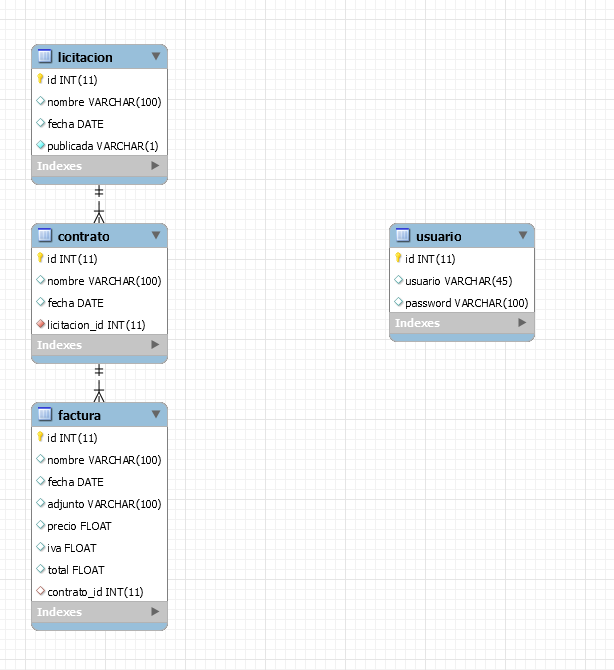 licitacion
id INT(11)
nombre VARCHAR(100)
fecha DATE
publicada VARCHAR(1)
Indexes
contrato
id INT(11)
nombre VARCHAR(100)
fecha DATE
licitacion_id INT(11)
Indexes
factura
id INT(11)
nombre VARCHAR(100)
fecha DATE
adjunto VARCHAR(100)
precio FLOAT
iva FLOAT
total FLOAT
contrato_id INT(11)
Indexes
usuario
id INT(11)
usuario VARCHAR(45)
password VARCHAR(100)
Indexes